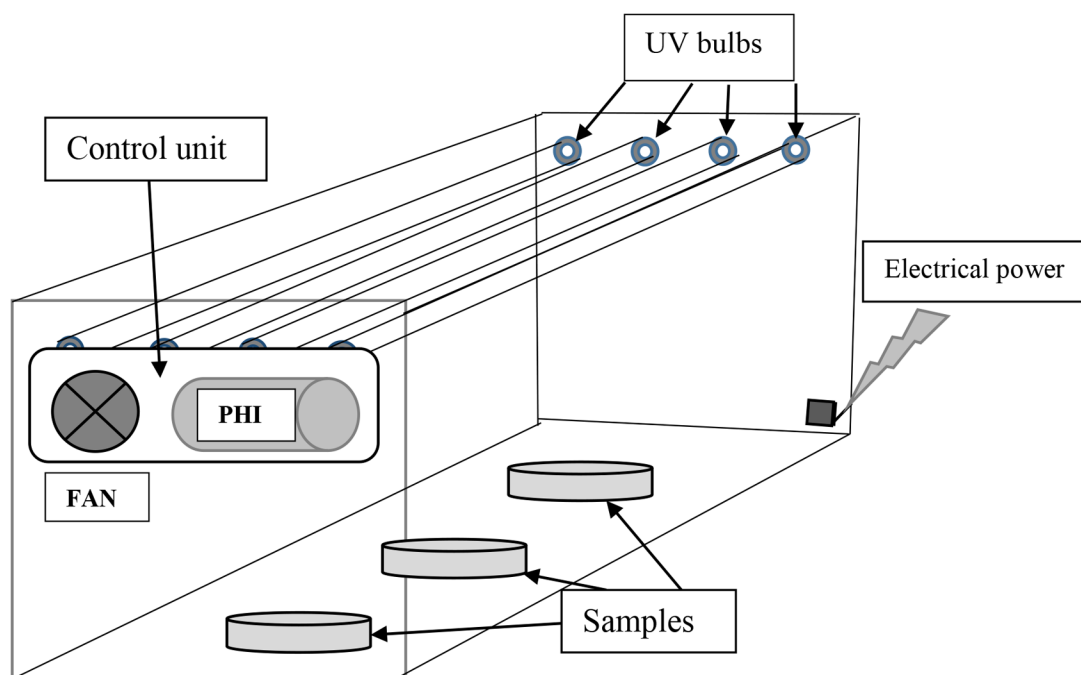 UV bulbs
Control unit
Electrical power
PHI
FAN
Samples